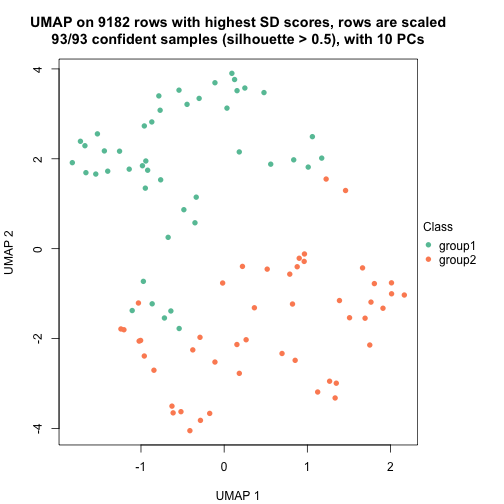 UMAP on 9182 rows with highest SD scores, rows are scaled
93/93 confident samples (silhouette > 0.5), with 10 PCs
4
2
0
-2
-4
UMAP 2
Class
group1
group2
-1
0
1
2
UMAP 1